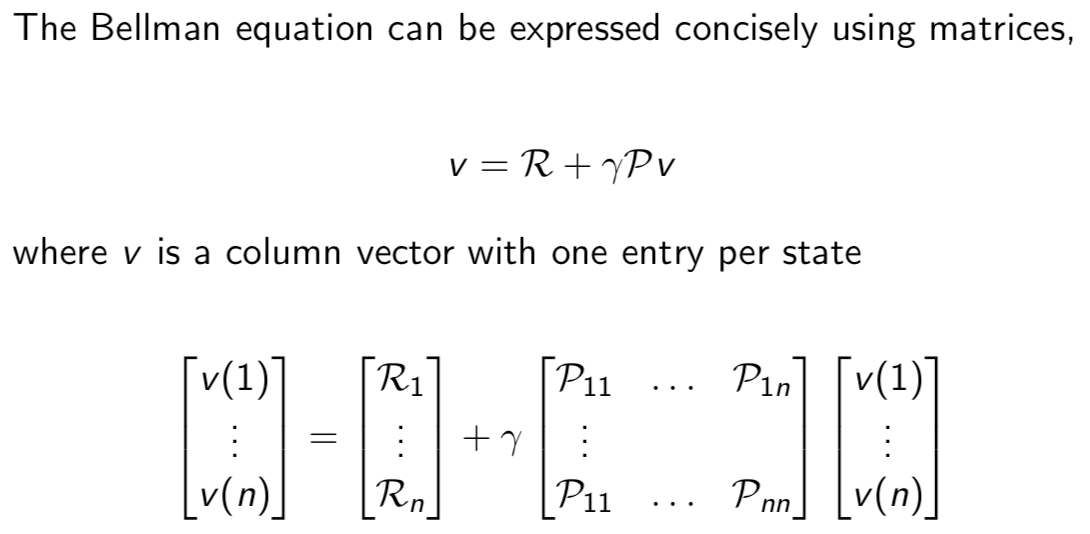 The Bellman equation can be expressed concisely using matrices,
v = ℛ + γ𝒫v
where v is a column vector with one entry per state
[v(1)] = [ℛ₁] + γ [𝒫₁₁ … 𝒫₁ₙ] [v(1)]
⋮ ⋮ ⋮ ⋮
[v(n)] [ℛₙ] [𝒫₁₁ … 𝒫ₙₙ] [v(n)]